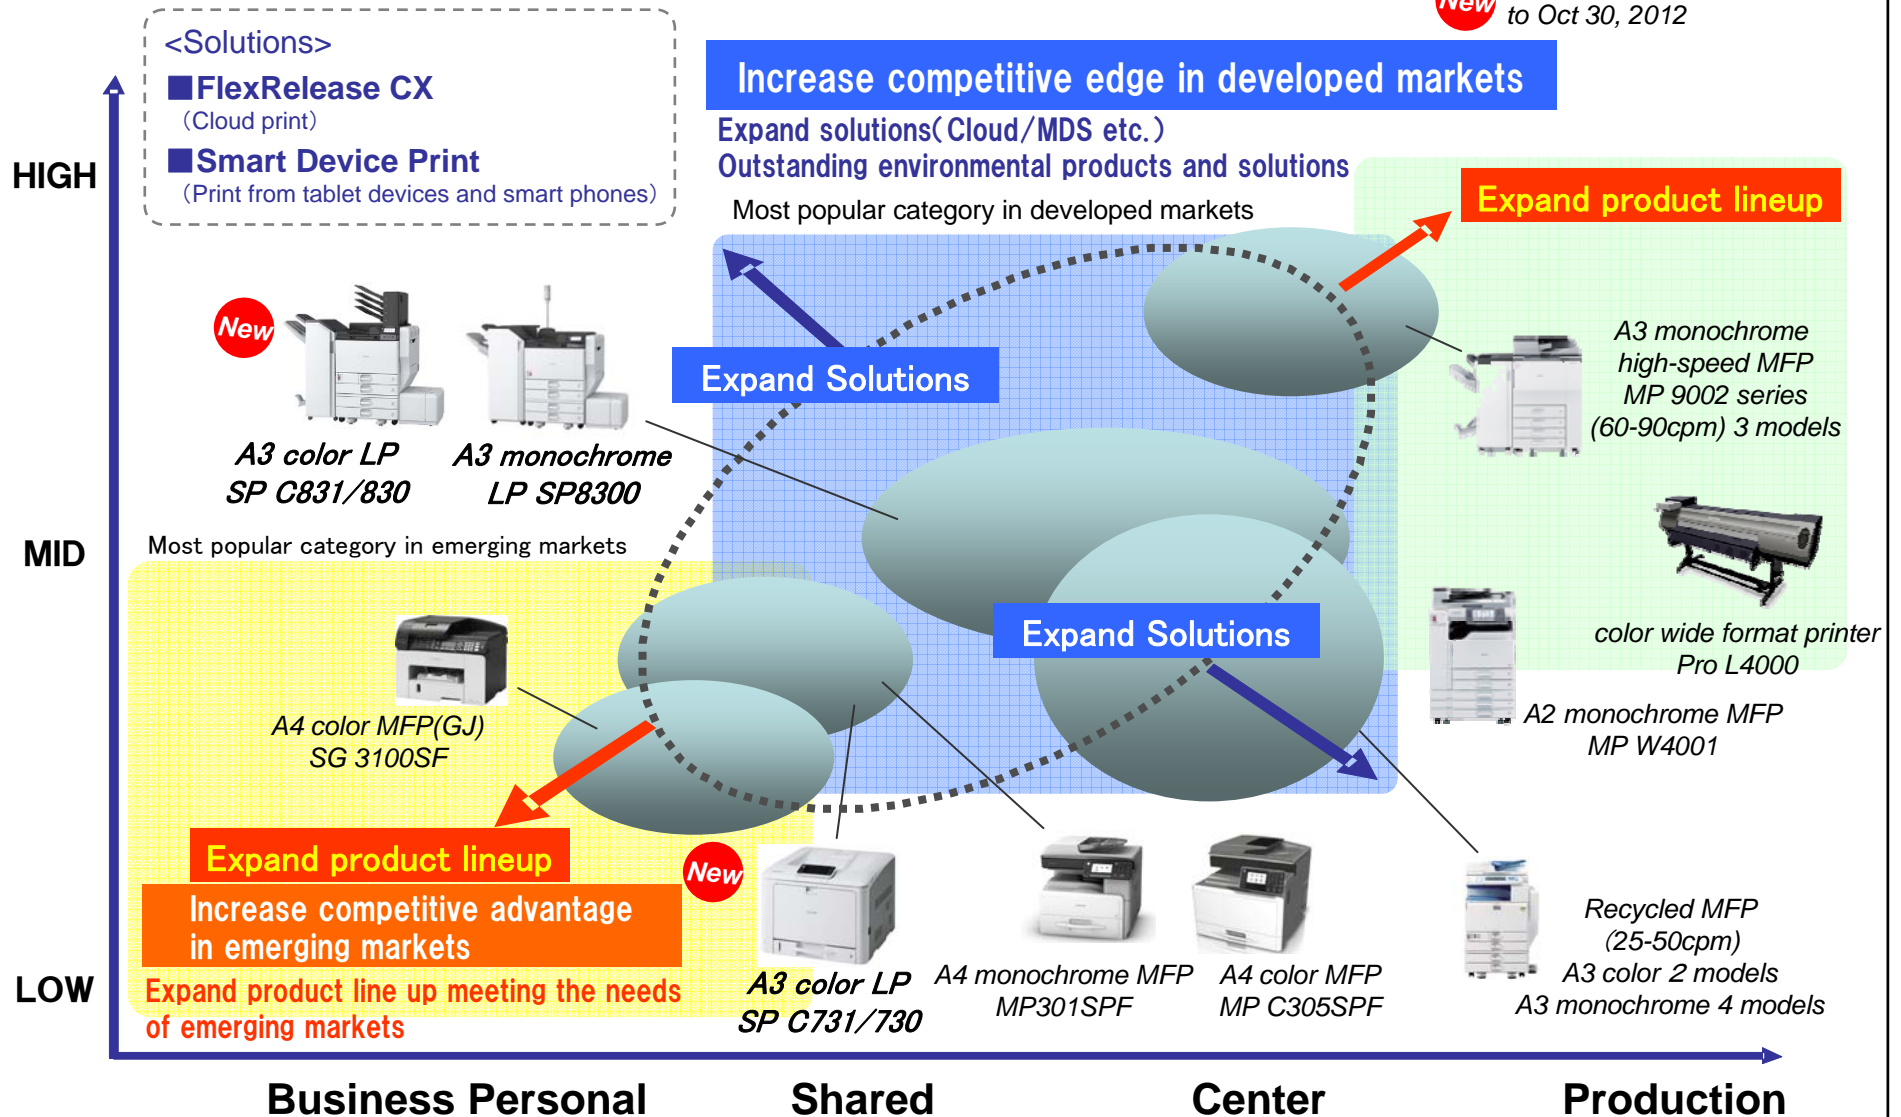 New
to Oct 30, 2012
<Solutions>
■FlexRelease CX
（Cloud print）
■Smart Device Print
（Print from tablet devices and smart phones）
Increase competitive edge in developed markets
Expand solutions(Cloud/MDS etc.)
Outstanding environmental products and solutions
Most popular category in developed markets
Expand product lineup
HIGH
New
Expand Solutions
A3 monochrome
high-speed MFP
MP 9002 series
(60-90cpm) 3 models
A3 color LP
SP C831/830
A3 monochrome
LP SP8300
MID
Most popular category in emerging markets
Expand Solutions
color wide format printer
Pro L4000
A4 color MFP(GJ)
SG 3100SF
A2 monochrome MFP
MP W4001
Expand product lineup
New
Increase competitive advantage
in emerging markets
Expand product line up meeting the needs
of emerging markets
LOW
A3 color LP
SP C731/730
A4 monochrome MFP
MP301SPF
A4 color MFP
MP C305SPF
Recycled MFP
(25-50cpm)
A3 color 2 models
A3 monochrome 4 models
Business Personal
Shared
Center
Production